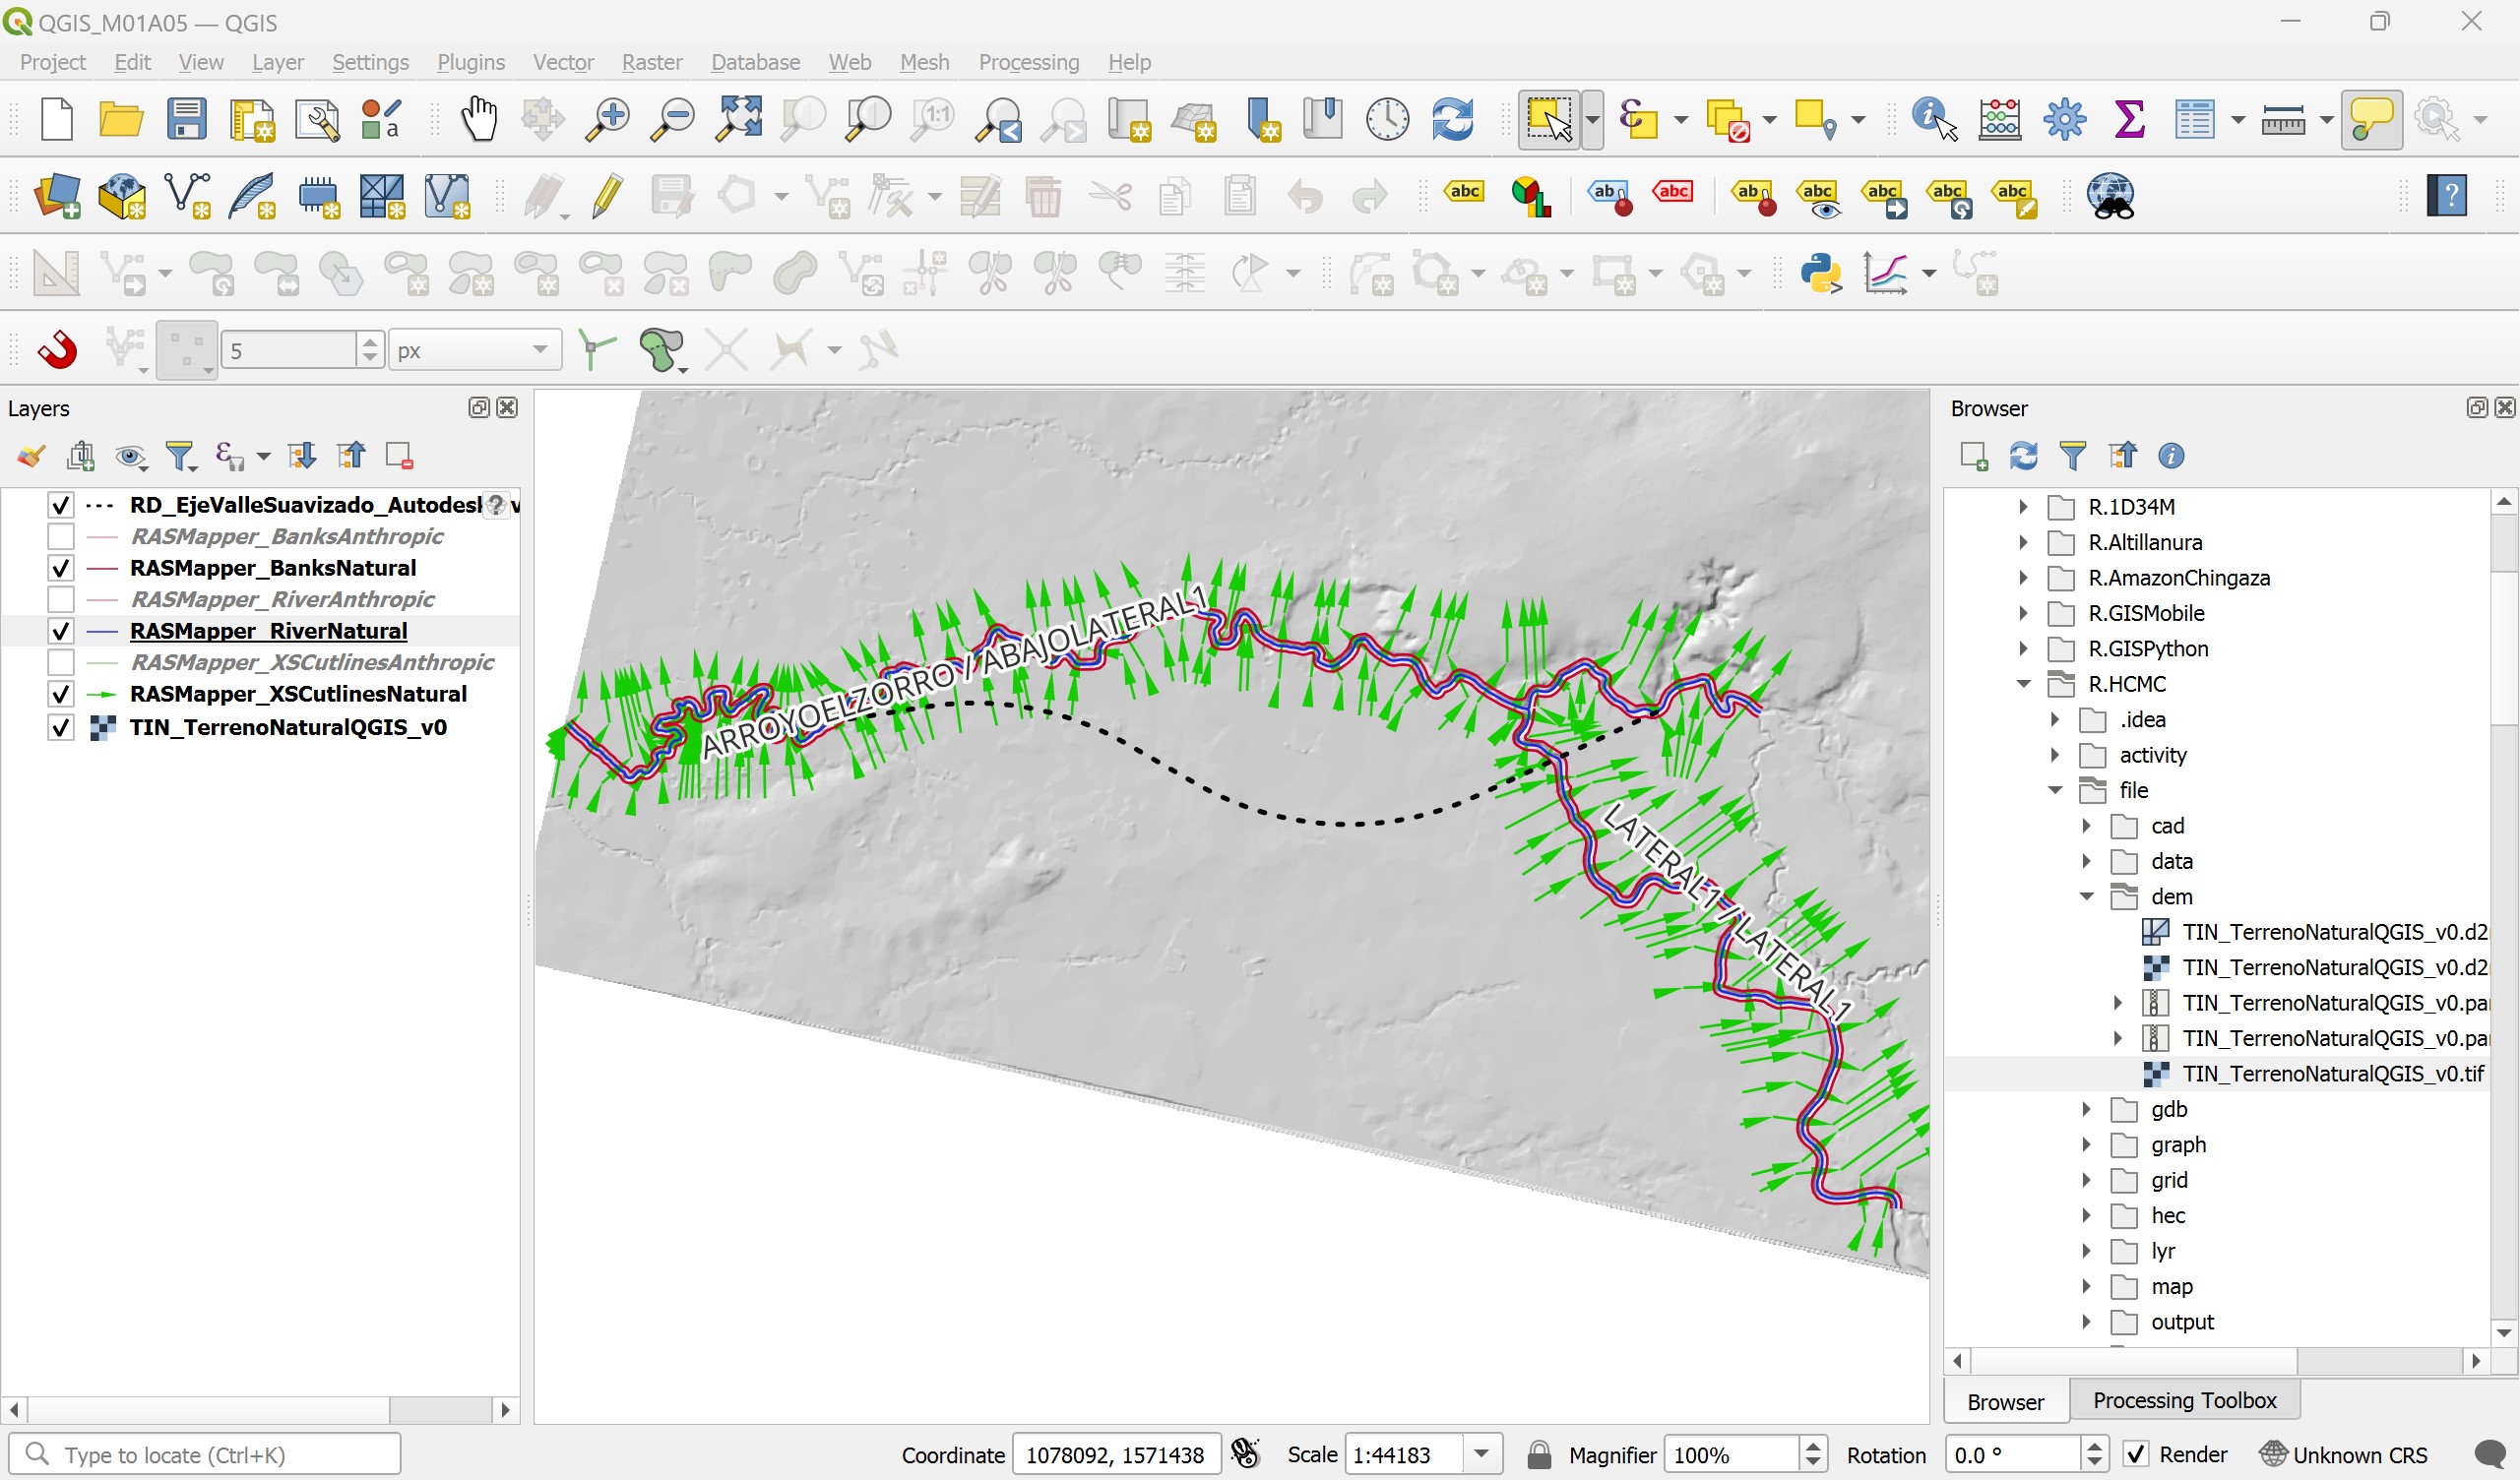 QGIS_M01A05 — QGIS
Project Edit View Layer Settings Plugins Vector Raster Database Web Mesh Processing Help
5 px
Layers
RD_EjeValleSuavizado_Autodesk
RASMapper_BanksAnthropic
RASMapper_BanksNatural
RASMapper_RiverAnthropic
RASMapper_RiverNatural
RASMapper_XSCutlinesAnthropic
RASMapper_XSCutlinesNatural
TIN_TerrenoNaturalQGIS_v0
ARROYOELZORRO / ABAJOLATERAL1
LATERAL1 / LATERAL1
Browser
R.1D34M
R.Altillanura
R.AmazonChingaza
R.GISMobile
R.GISPython
R.HCMC
.idea
activity
file
cad
data
dem
TIN_TerrenoNaturalQGIS_v0.d2
TIN_TerrenoNaturalQGIS_v0.d2
TIN_TerrenoNaturalQGIS_v0.pa
TIN_TerrenoNaturalQGIS_v0.pa
TIN_TerrenoNaturalQGIS_v0.tif
gdb
graph
grid
hec
lyr
map
output
Browser Processing Toolbox
Type to locate (Ctrl+K) Coordinate 1078092, 1571438 Scale 1:44183 Magnifier 100% Rotation 0.0 ° Render Unknown CRS